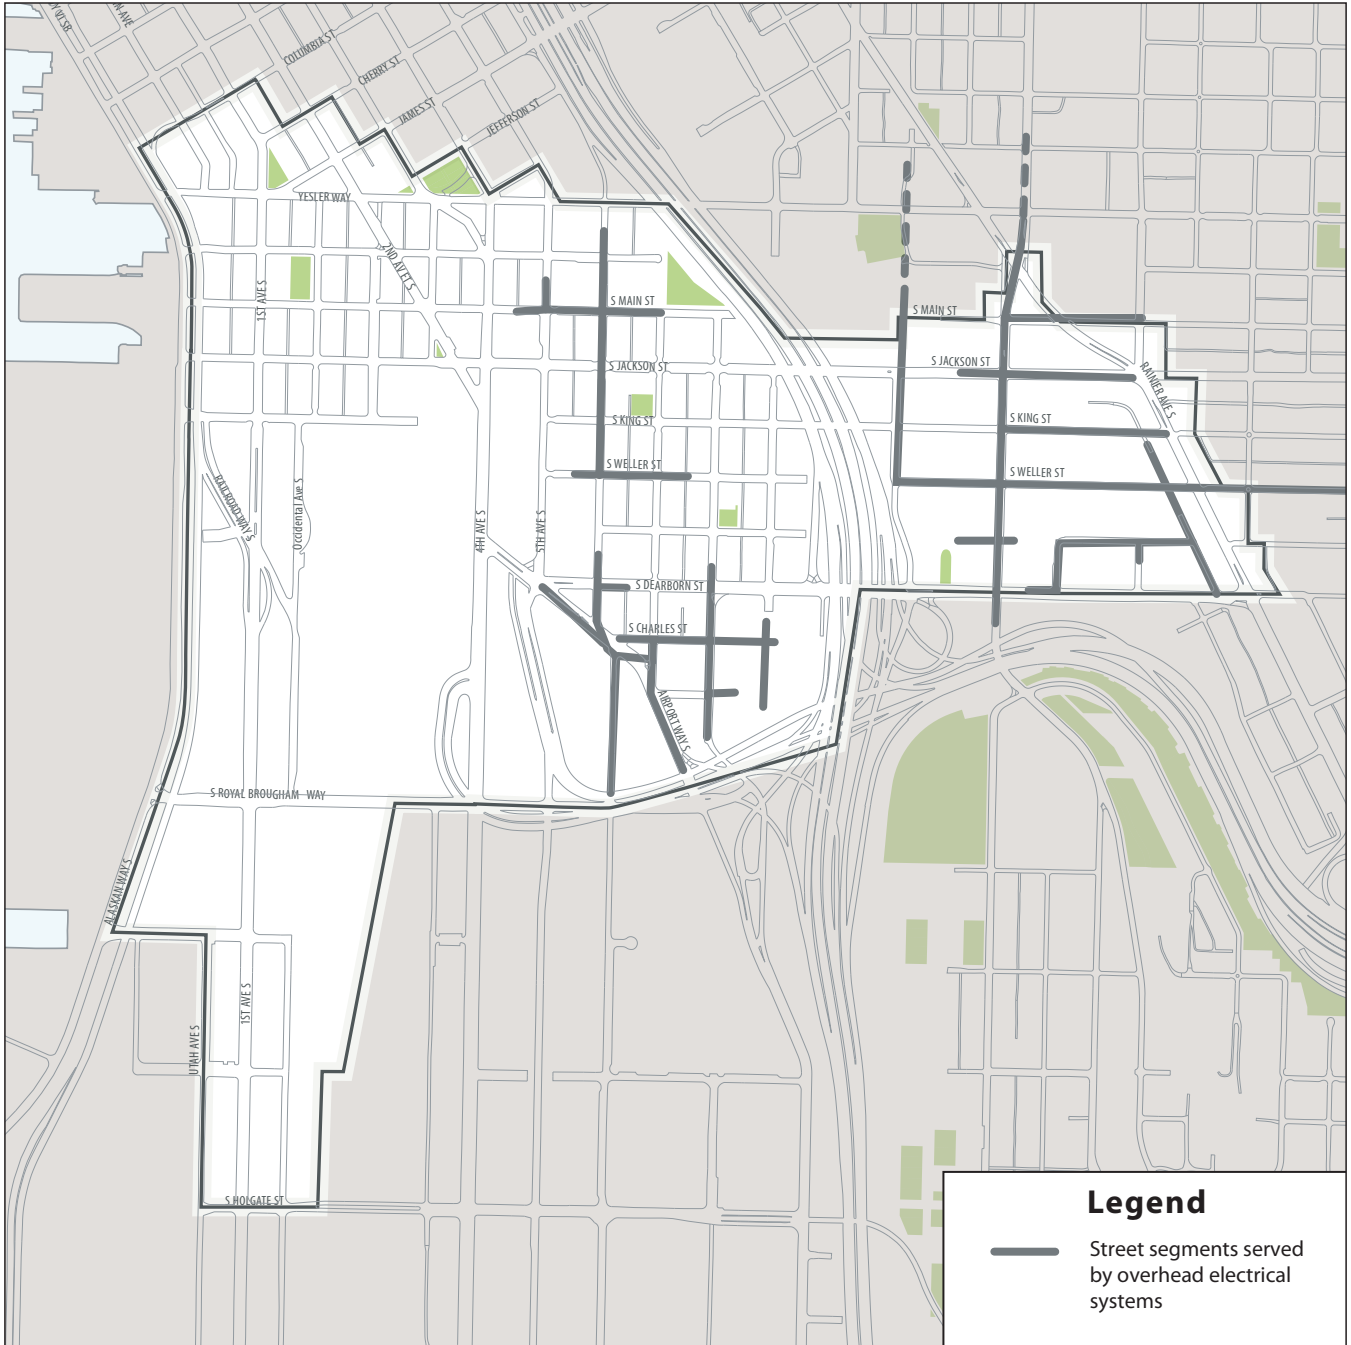 COLUMBIA ST
CHERRY ST
JAMES ST
JEFFERSON ST
YESLER WAY
2ND AV ET S
1ST AVE S
S MAIN ST
S MAIN ST
S JACKSON ST
S JACKSON ST
RAINIER AVE S
S KING ST
S KING ST
S WELLER ST
S WELLER ST
RAILROAD WAY S
Occidental Ave S
4TH AVE S
5TH AVE S
S DEARBORN ST
S CHARLES ST
AIRPORT WAY S
S ROYAL BROUGHAM WAY
ALASKAN WAY S
1ST AVE S
UTAH AVE S
S HOLGATE ST
Legend
Street segments served
by overhead electrical
systems